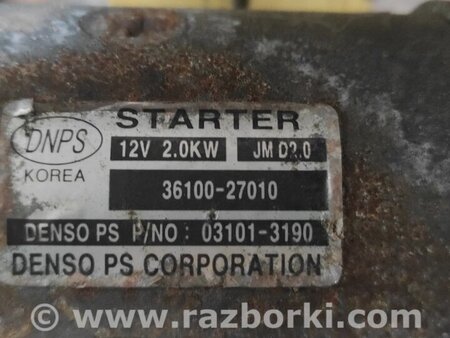 STARTER
DNPS
12V 2.0KW JM D2.0
KOREA
36100-27010
DENSO PS P/NO : 03101-3190
DENSO PS CORPORATION
© www.razborki.com